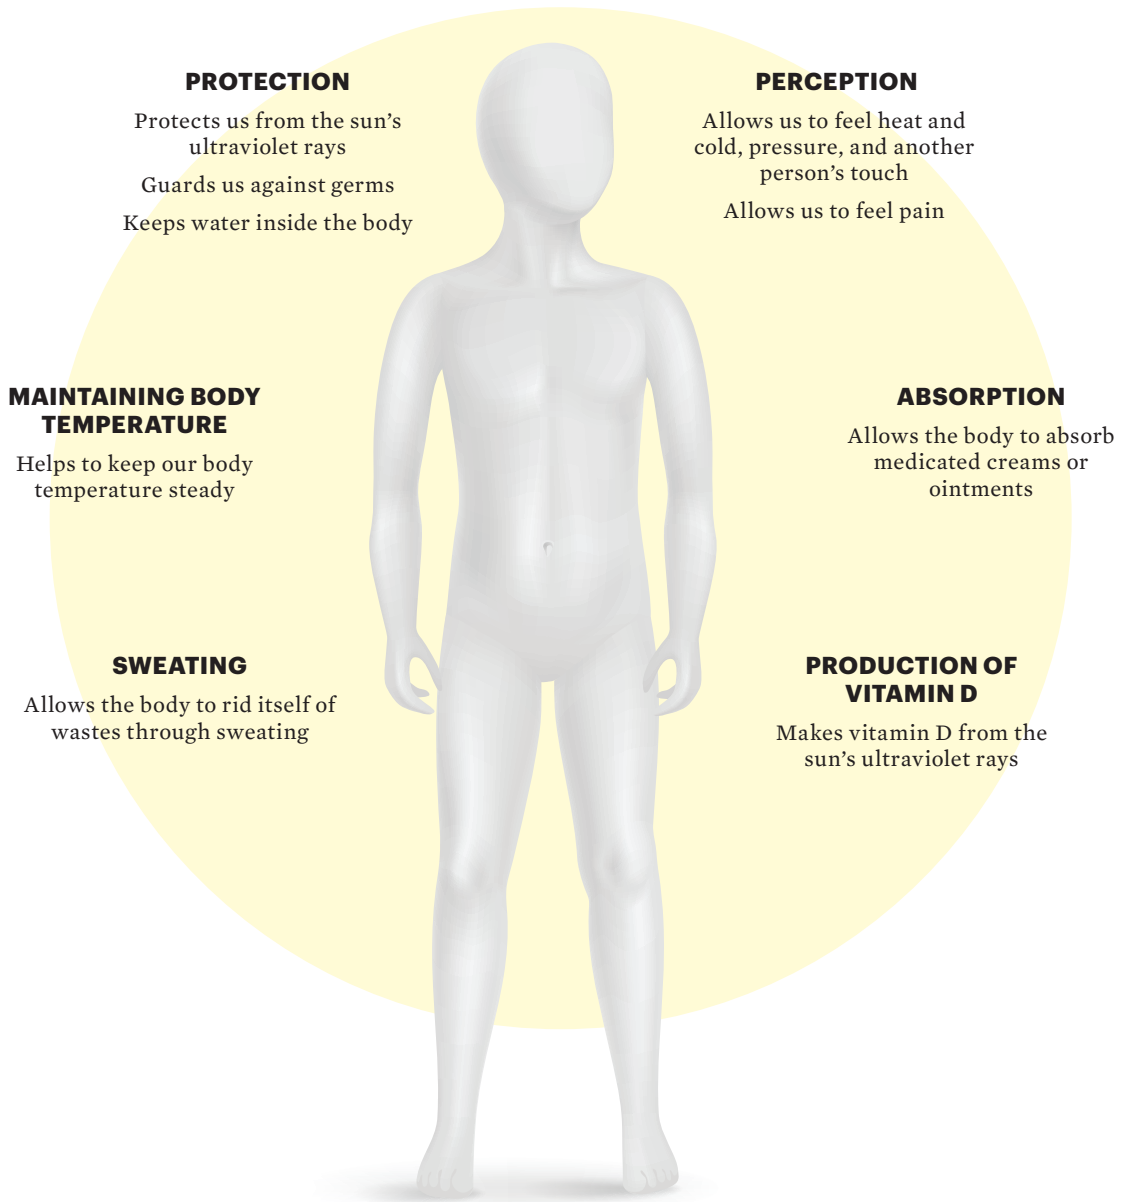 PROTECTION
Protects us from the sun’s
ultraviolet rays
Guards us against germs
Keeps water inside the body
PERCEPTION
Allows us to feel heat and
cold, pressure, and another
person’s touch
Allows us to feel pain
MAINTAINING BODY
TEMPERATURE
Helps to keep our body
temperature steady
ABSORPTION
Allows the body to absorb
medicated creams or
ointments
SWEATING
Allows the body to rid itself of
wastes through sweating
PRODUCTION OF
VITAMIN D
Makes vitamin D from the
sun’s ultraviolet rays